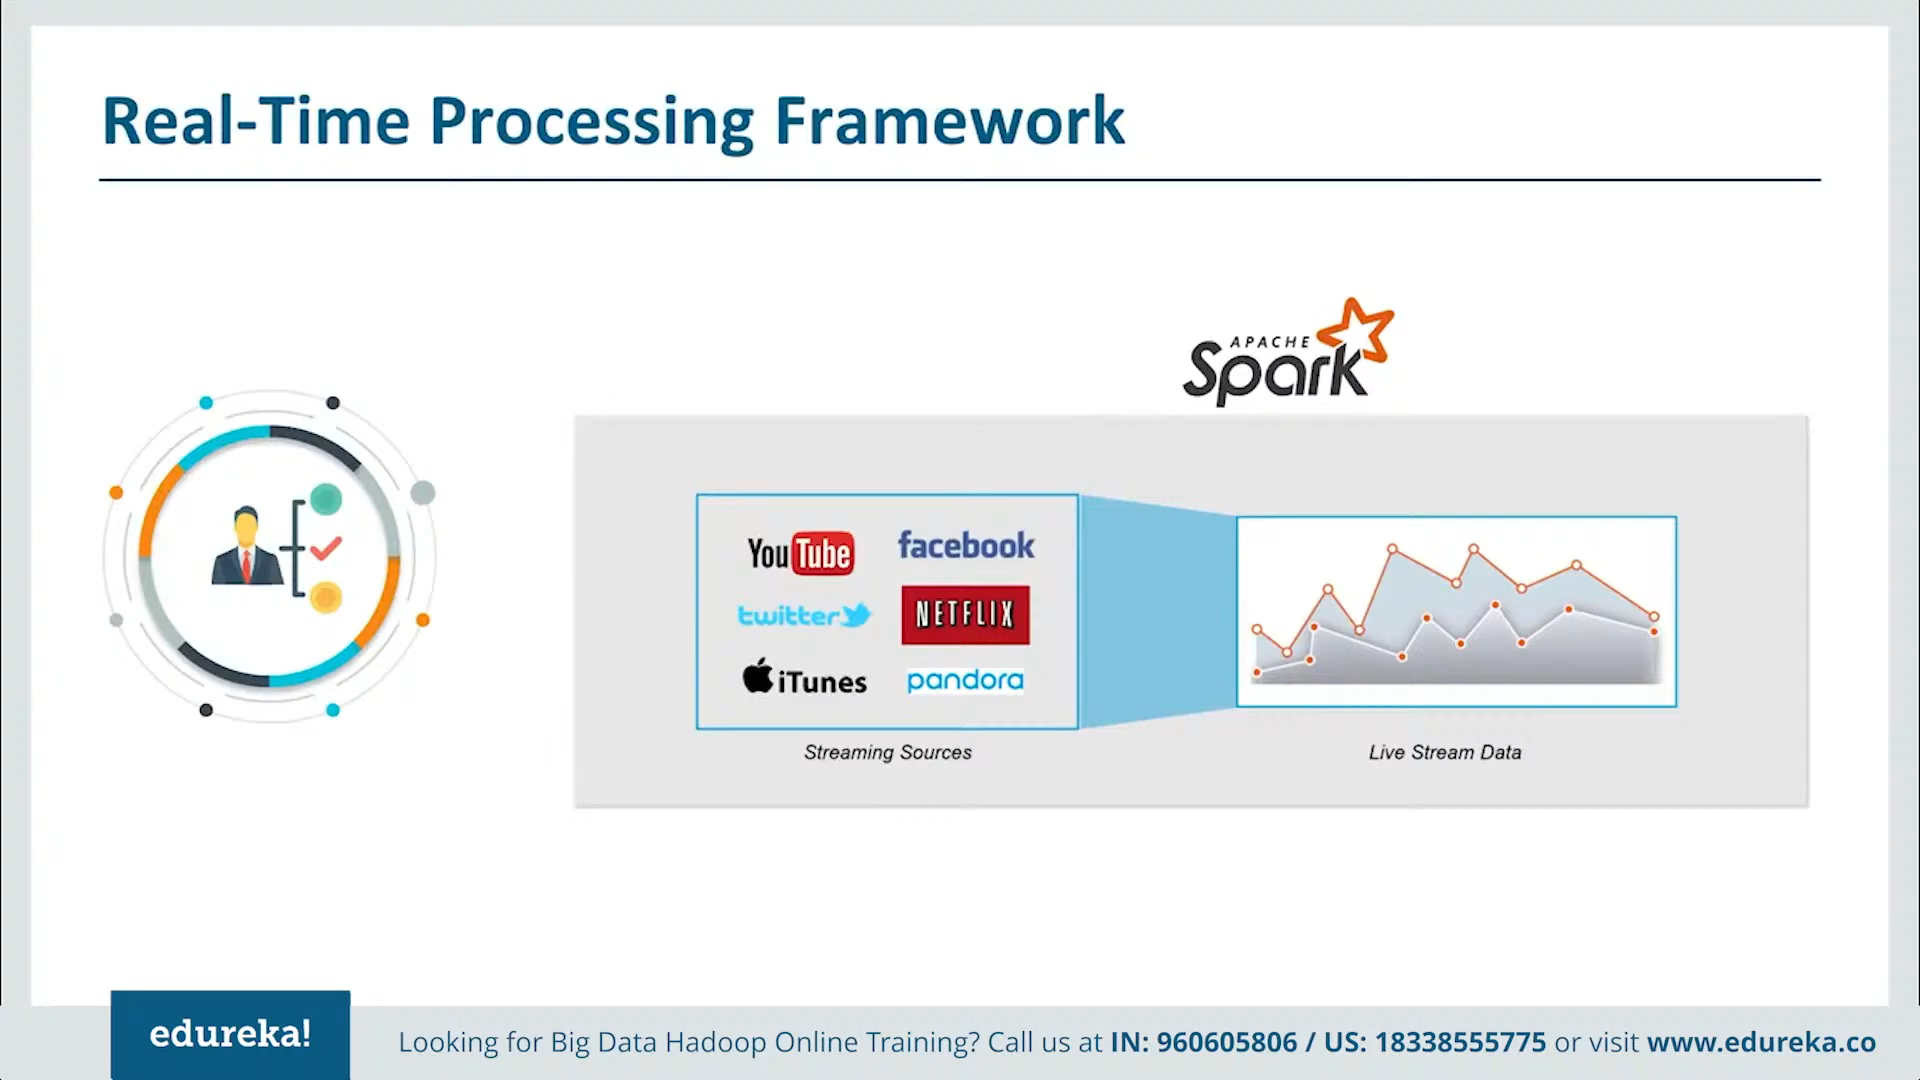 Real-Time Processing Framework
APACHE
Spark
YouTube
facebook
twitter
NETFLIX
iTunes
pandora
Streaming Sources
Live Stream Data
edureka!
Looking for Big Data Hadoop Online Training? Call us at IN: 960605806 / US: 18338555775 or visit www.edureka.co